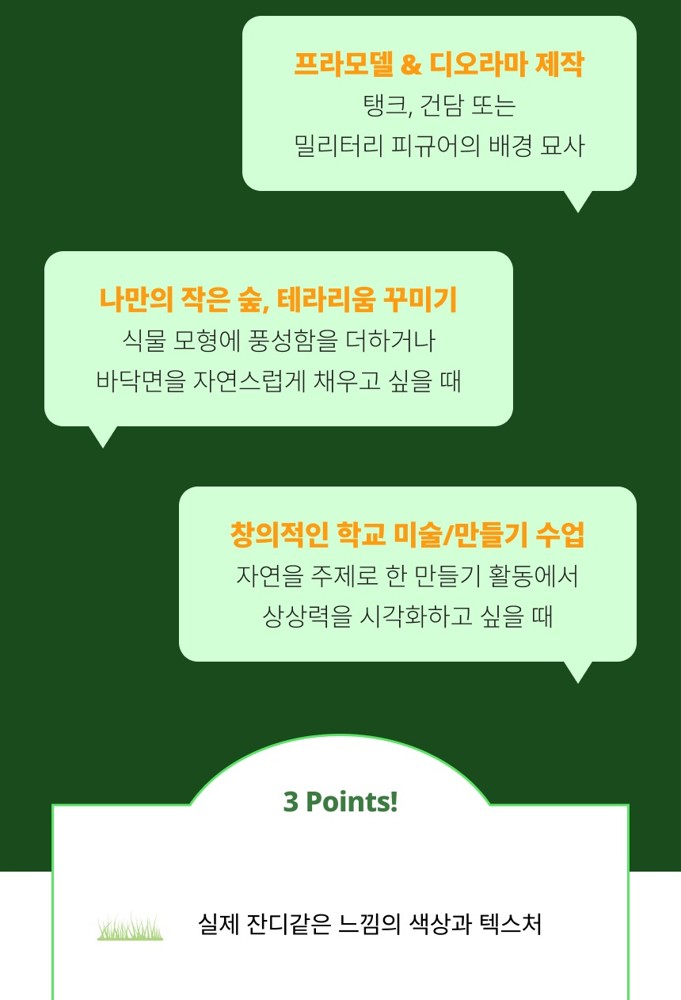 프라모델 & 디오라마 제작
탱크, 건담 또는
밀리터리 피규어의 배경 묘사
나만의 작은 숲, 테라리움 꾸미기
식물 모형에 풍성함을 더하거나
바닥면을 자연스럽게 채우고 싶을 때
창의적인 학교 미술/만들기 수업
자연을 주제로 한 만들기 활동에서
상상력을 시각화하고 싶을 때
3 Points!
실제 잔디같은 느낌의 색상과 텍스처